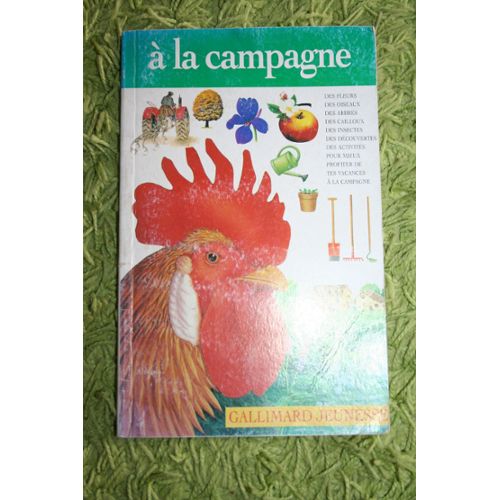 à la campagne
DES FLEURS
DES OISEAUX
DES ARBRES
DES CAILLOUX
DES INSECTES
DES DÉCOUVERTES
DES ACTIVITÉS
POUR MIEUX
PROFITER DE
TES VACANCES
À LA CAMPAGNE
GALLIMARD JEUNESSE